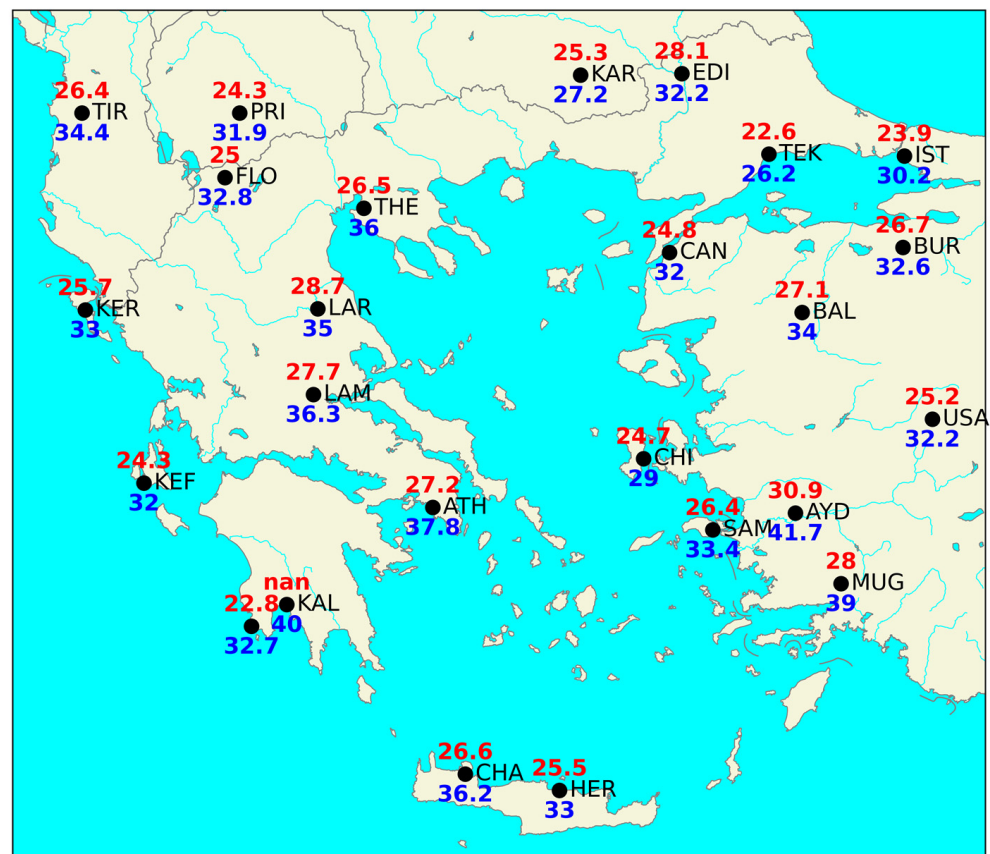 25.3
KAR
27.2
28.1
EDI
32.2
26.4
TIR
34.4
24.3
PRI
31.9
22.6
TEK
26.2
23.9
IST
30.2
25
FLO
32.8
26.5
THE
36
24.8
CAN
32
26.7
BUR
32.6
25.7
KER
33
28.7
LAR
35
27.1
BAL
34
27.7
LAM
36.3
25.2
USA
32.2
24.7
CHI
29
24.3
KEF
32
27.2
ATH
37.8
26.4
SAM
33.4
30.9
AYD
41.7
28
MUG
39
nan
KAL
40
22.8
32.7
26.6
CHA
36.2
25.5
HER
33